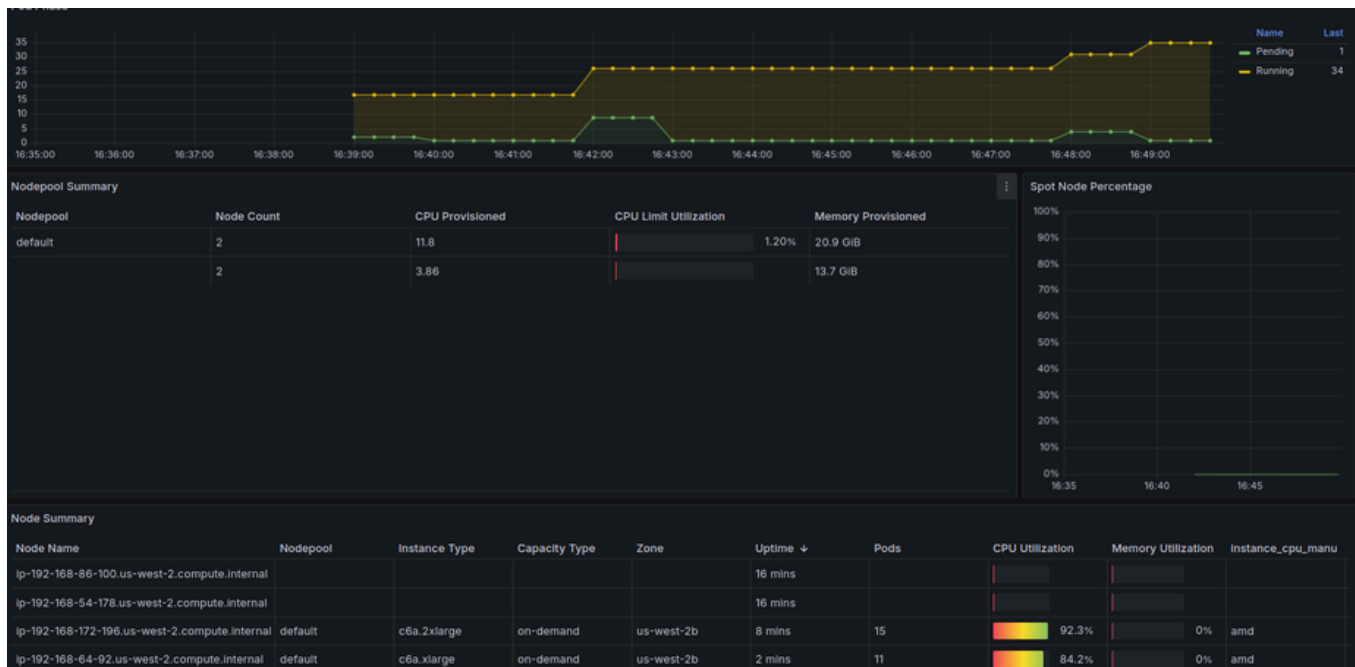 Name Last
35
Pending 1
30
25
Running 34
20
15
10
5
0
16:35:00 16:36:00 16:37:00 16:38:00 16:39:00 16:40:00 16:41:00 16:42:00 16:43:00 16:44:00 16:45:00 16:46:00 16:47:00 16:48:00 16:49:00
Nodepool Summary
Nodepool Node Count CPU Provisioned CPU Limit Utilization Memory Provisioned
default 2 11.8 1.20% 20.9 GiB
2 3.86 13.7 GiB
Spot Node Percentage
100%
90%
80%
70%
60%
50%
40%
30%
20%
10%
0%
16:35 16:40 16:45
Node Summary
Node Name Nodepool Instance Type Capacity Type Zone Uptime ↓ Pods CPU Utilization Memory Utilization instance_cpu_manu
ip-192-168-86-100.us-west-2.compute.internal 16 mins
ip-192-168-54-178.us-west-2.compute.internal 16 mins
ip-192-168-172-196.us-west-2.compute.internal default c6a.2xlarge on-demand us-west-2b 8 mins 15 92.3% 0% amd
ip-192-168-64-92.us-west-2.compute.internal default c6a.xlarge on-demand us-west-2b 2 mins 11 84.2% 0% amd